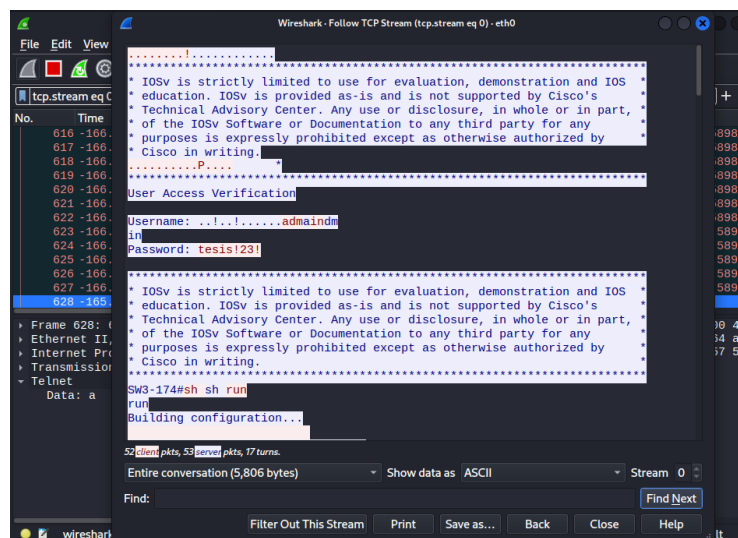 Wireshark · Follow TCP Stream (tcp.stream eq 0) · eth0
File Edit View
tcp.stream eq 0
+
No. Time
616 -166.
617 -166.
618 -166.
619 -166.
620 -166.
621 -166.
622 -166.
623 -166.
624 -166.
625 -166.
626 -166.
627 -166.
628 -165.
Frame 628:
Ethernet II,
Internet Pro
Transmission
Telnet
Data: a
........!............
**************************************************************************
* IOSv is strictly limited to use for evaluation, demonstration and IOS *
* education. IOSv is provided as-is and is not supported by Cisco's *
* Technical Advisory Center. Any use or disclosure, in whole or in part, *
* of the IOSv Software or Documentation to any third party for any *
* purposes is expressly prohibited except as otherwise authorized by *
* Cisco in writing.
..........P.... *
**************************************************************************
User Access Verification
Username: ..!..!......admaindm
in
Password: tesis!23!
**************************************************************************
* IOSv is strictly limited to use for evaluation, demonstration and IOS *
* education. IOSv is provided as-is and is not supported by Cisco's *
* Technical Advisory Center. Any use or disclosure, in whole or in part, *
* of the IOSv Software or Documentation to any third party for any *
* purposes is expressly prohibited except as otherwise authorized by *
* Cisco in writing. *
**************************************************************************
SW3-174#sh sh run
run
Building configuration...
52 client pkts, 53 server pkts, 17 turns.
Entire conversation (5,806 bytes) Show data as ASCII Stream 0
Find: Find Next
Filter Out This Stream Print Save as... Back Close Help
wireshark